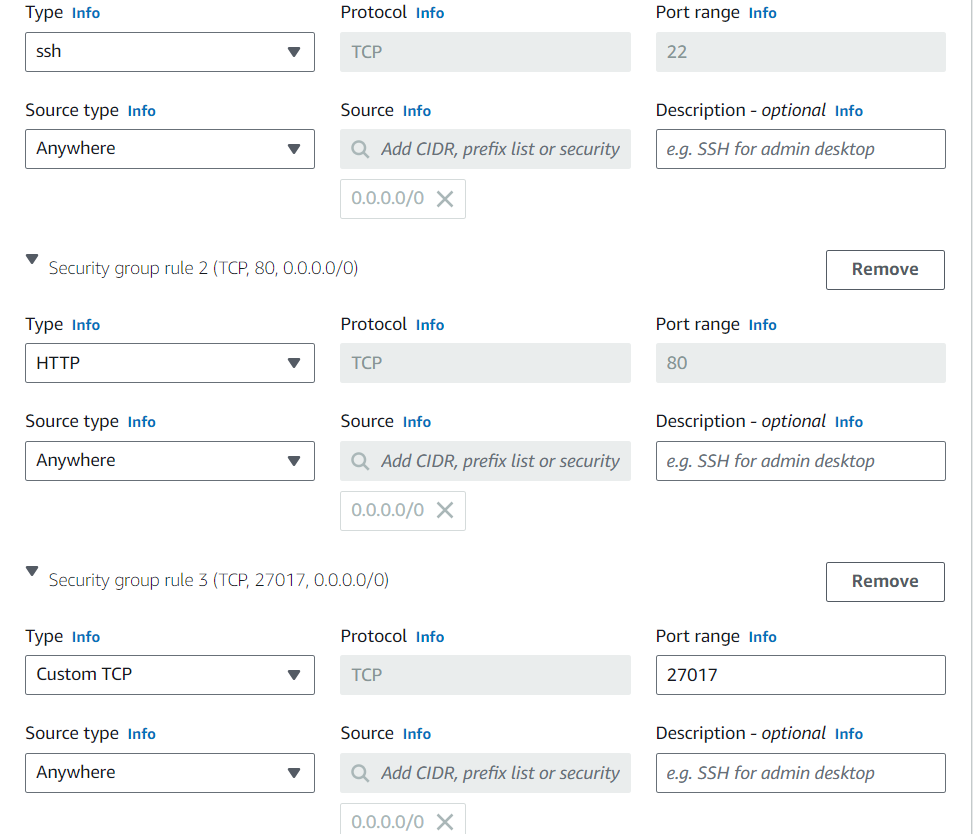 Type Info Protocol Info Port range Info
ssh TCP 22
Source type Info Source Info Description - optional Info
Anywhere Add CIDR, prefix list or security e.g. SSH for admin desktop
0.0.0.0/0
Security group rule 2 (TCP, 80, 0.0.0.0/0) Remove
Type Info Protocol Info Port range Info
HTTP TCP 80
Source type Info Source Info Description - optional Info
Anywhere Add CIDR, prefix list or security e.g. SSH for admin desktop
0.0.0.0/0
Security group rule 3 (TCP, 27017, 0.0.0.0/0) Remove
Type Info Protocol Info Port range Info
Custom TCP TCP 27017
Source type Info Source Info Description - optional Info
Anywhere Add CIDR, prefix list or security e.g. SSH for admin desktop
0.0.0.0/0